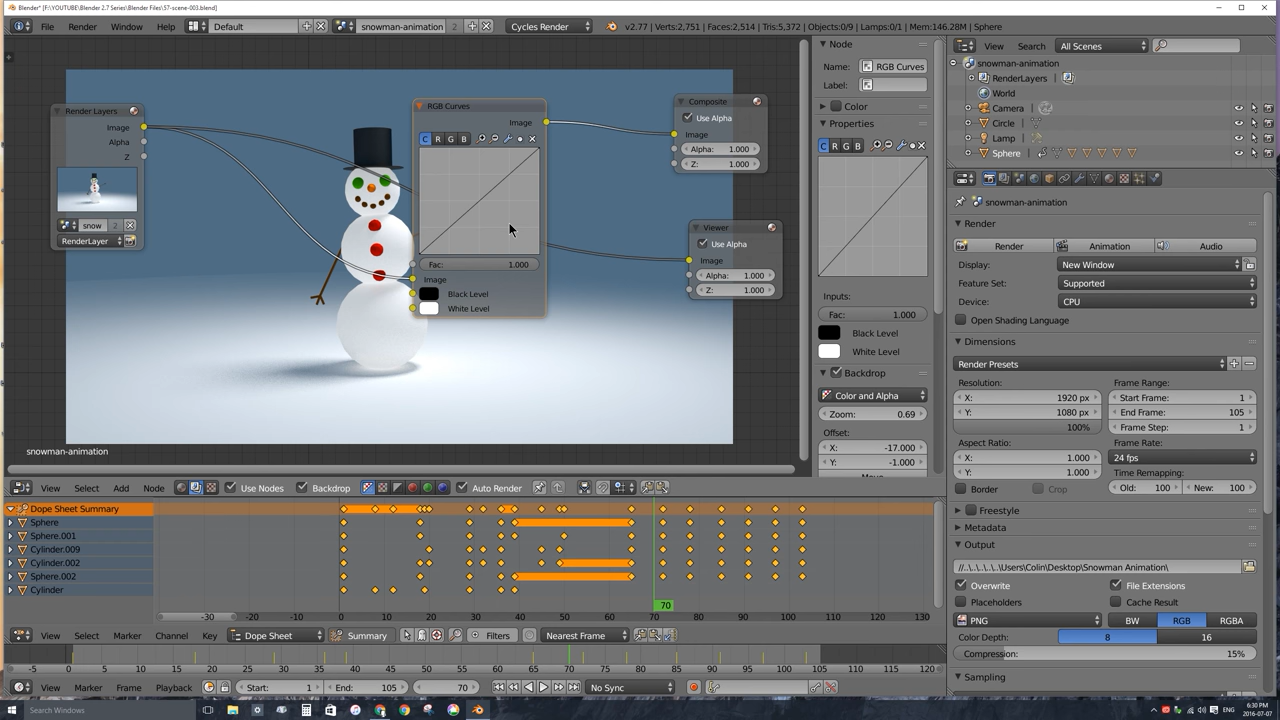 Blender* [F:\YOUTUBE\Blender 2.7 Series\Blender Files\57-scene-003.blend]
File Render Window Help Default snowman-animation 2 Cycles Render v2.77 | Verts:2,751 | Faces:2,514 | Tris:5,372 | Objects:0/9 | Lamps:0/1 | Mem:146.28M | Sphere
Render Layers
Image
Alpha
Z
snow 2
RenderLayer
RGB Curves
Image
C R G B
Fac: 1.000
Image
Black Level
White Level
Composite
Use Alpha
Image
Alpha: 1.000
Z: 1.000
Viewer
Use Alpha
Image
Alpha: 1.000
Z: 1.000
snowman-animation
Node
Name: RGB Curves
Label:
Color
Properties
C R G B
Inputs:
Fac: 1.000
Black Level
White Level
Backdrop
Color and Alpha
Zoom: 0.69
Offset:
X: -17.000
Y: -1.000
View Search All Scenes
snowman-animation
RenderLayers
World
Camera
Circle
Lamp
Sphere
snowman-animation
Render
Render Animation Audio
Display: New Window
Feature Set: Supported
Device: CPU
Open Shading Language
Dimensions
Render Presets
Resolution: Frame Range:
X: 1920 px Start Frame: 1
Y: 1080 px End Frame: 105
100% Frame Step: 1
Aspect Ratio: Frame Rate:
X: 1.000 24 fps
Y: 1.000 Time Remapping:
Border Crop Old: 100 New: 100
Freestyle
Metadata
Output
//..\..\..\..\Users\Colin\Desktop\Snowman Animation\
Overwrite File Extensions
Placeholders Cache Result
PNG BW RGB RGBA
Color Depth: 8 16
Compression: 15%
Sampling
View Select Add Node Use Nodes Backdrop Auto Render
Dope Sheet Summary
Sphere
Sphere.001
Cylinder.009
Cylinder.002
Sphere.002
Cylinder
70
-30 -20 -10 0 10 20 30 40 50 60 70 80 90 100 110 120 130
View Select Marker Channel Key Dope Sheet Summary Filters Nearest Frame
-5 0 5 10 15 20 25 30 35 40 45 50 55 60 65 70 75 80 85 90 95 100 105 110 115 120
View Marker Frame Playback Start: 1 End: 105 70 No Sync
Search Windows
ENG
6:30 PM
2016-07-07